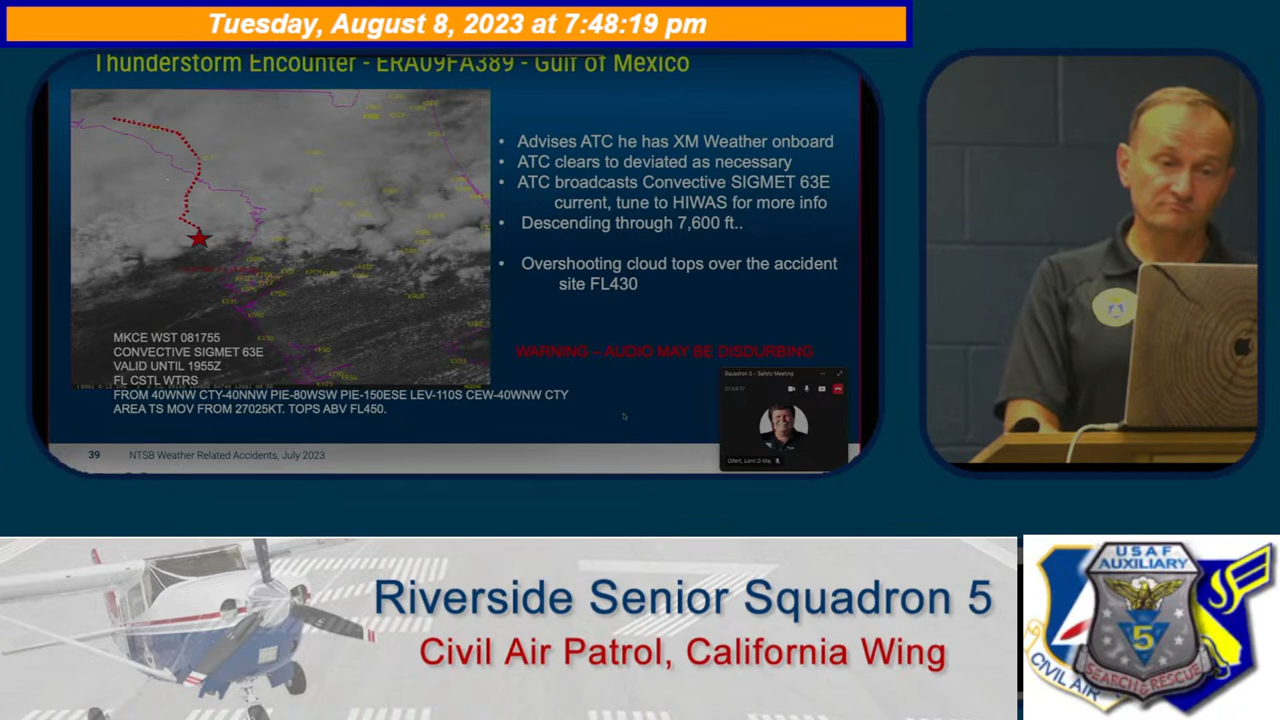 Tuesday, August 8, 2023 at 7:48:19 pm
Thunderstorm Encounter - ERA09FA389 - Gulf of Mexico
• Advises ATC he has XM Weather onboard
• ATC clears to deviated as necessary
• ATC broadcasts Convective SIGMET 63E
current, tune to HIWAS for more info
• Descending through 7,600 ft..
• Overshooting cloud tops over the accident
site FL430
WARNING – AUDIO MAY BE DISDURBING
MKCE WST 081755
CONVECTIVE SIGMET 63E
VALID UNTIL 1955Z
FL CSTL WTRS
FROM 40WNW CTY-40NNW PIE-80WSW PIE-150ESE LEV-110S CEW-40WNW CTY
AREA TS MOV FROM 27025KT. TOPS ABV FL450.
Squadron 5 – Safety Meeting
39 NTSB Weather Related Accidents, July 2023
Riverside Senior Squadron 5
Civil Air Patrol, California Wing
USAF
AUXILIARY
5
SEARCH & RESCUE
CIVIL AIR